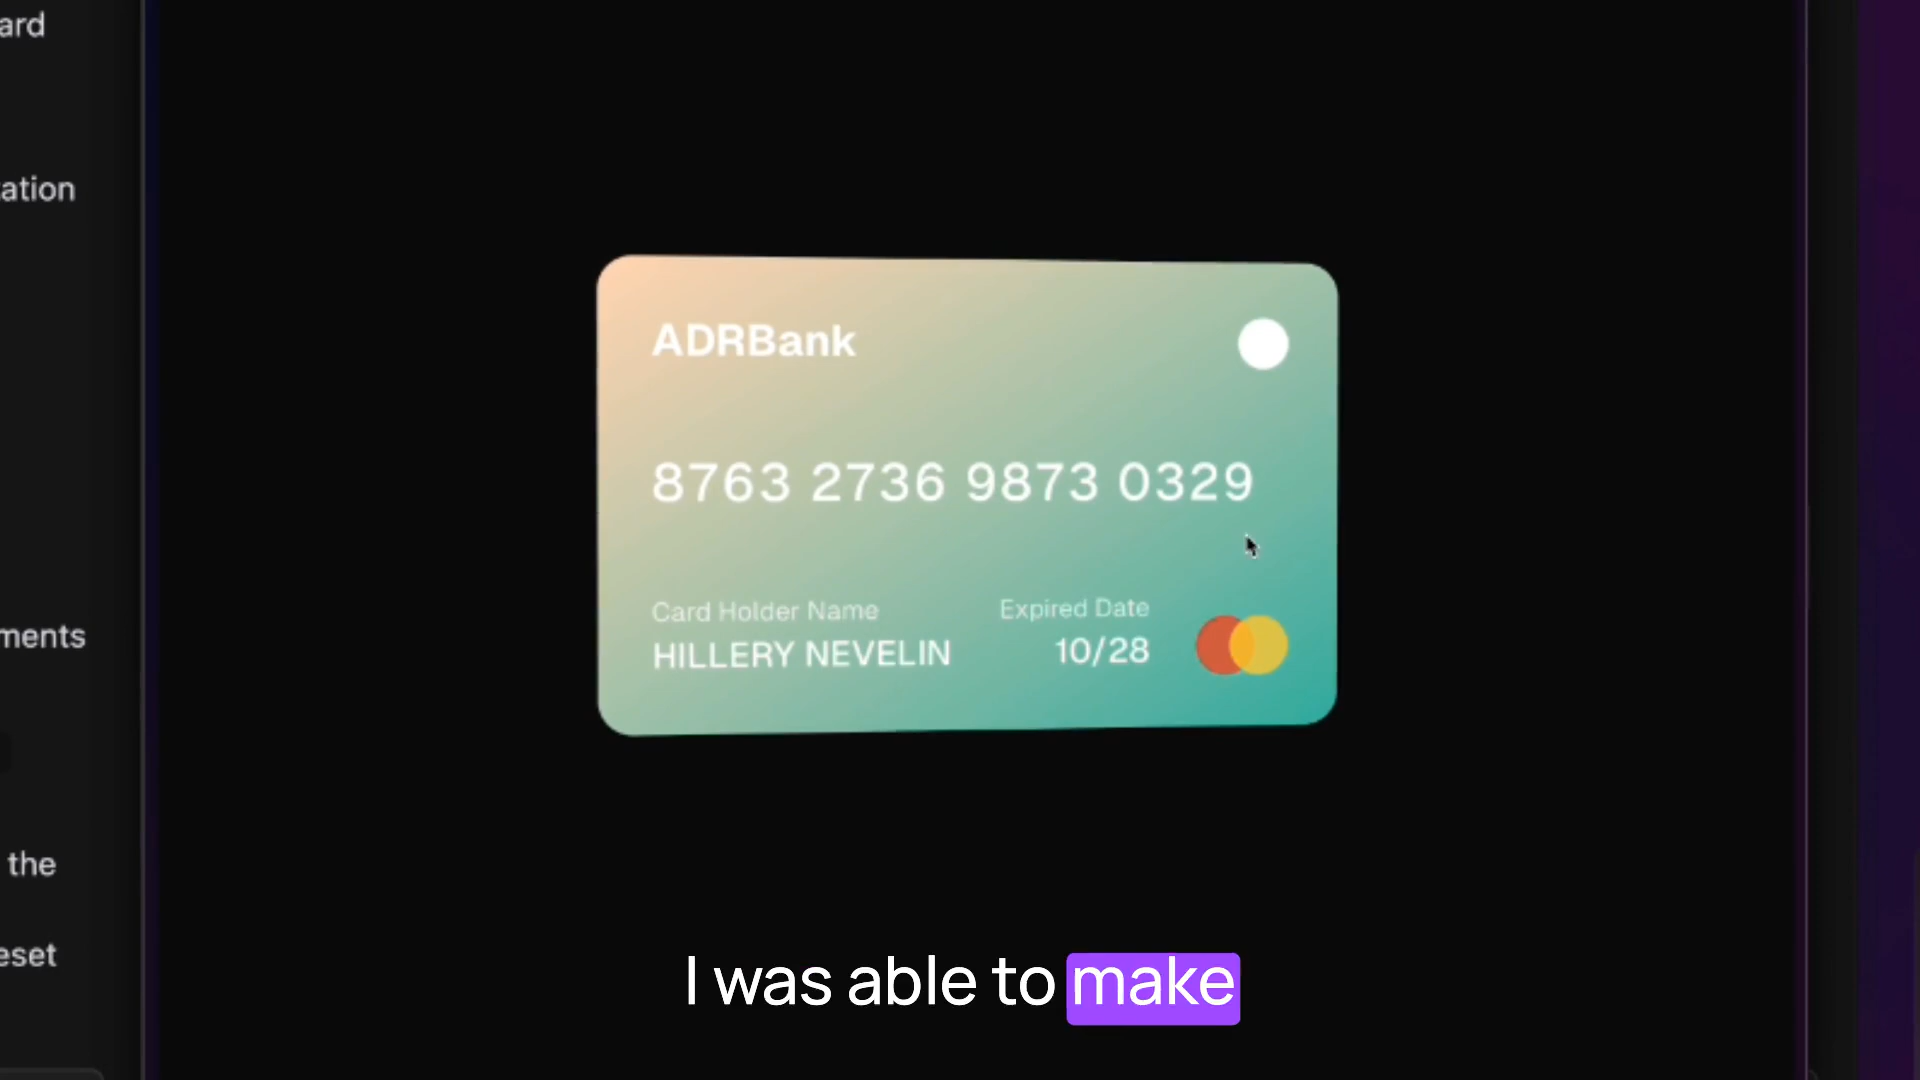 ard
ation
ments
the
eset
ADRBank
8763 2736 9873 0329
Card Holder Name
Expired Date
HILLERY NEVELIN
10/28
I was able to make